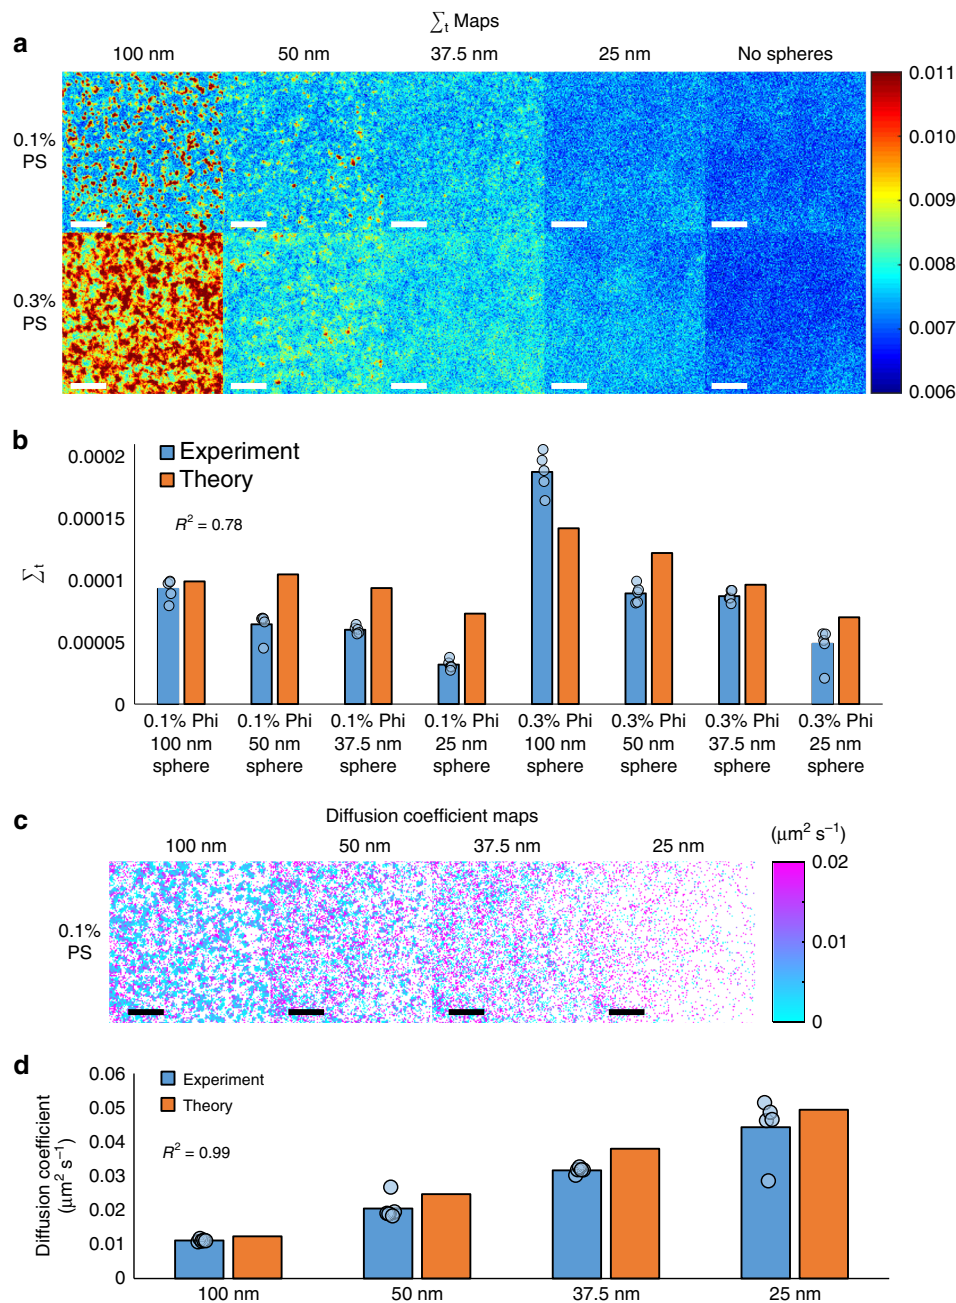 ∑t Maps
a
100 nm 50 nm 37.5 nm 25 nm No spheres
0.1%
PS
0.3%
PS
0.011
0.010
0.009
0.008
0.007
0.006
b
Experiment
Theory
R² = 0.78
∑t
0.0002
0.00015
0.0001
0.00005
0
0.1% Phi 0.1% Phi 0.1% Phi 0.1% Phi 0.3% Phi 0.3% Phi 0.3% Phi 0.3% Phi
100 nm 50 nm 37.5 nm 25 nm 100 nm 50 nm 37.5 nm 25 nm
sphere sphere sphere sphere sphere sphere sphere sphere
c
Diffusion coefficient maps
100 nm 50 nm 37.5 nm 25 nm
(μm² s⁻¹)
0.1%
PS
0.02
0.01
0
d
Experiment
Theory
R² = 0.99
Diffusion coefficient
(μm² s⁻¹)
0.06
0.05
0.04
0.03
0.02
0.01
0
100 nm 50 nm 37.5 nm 25 nm